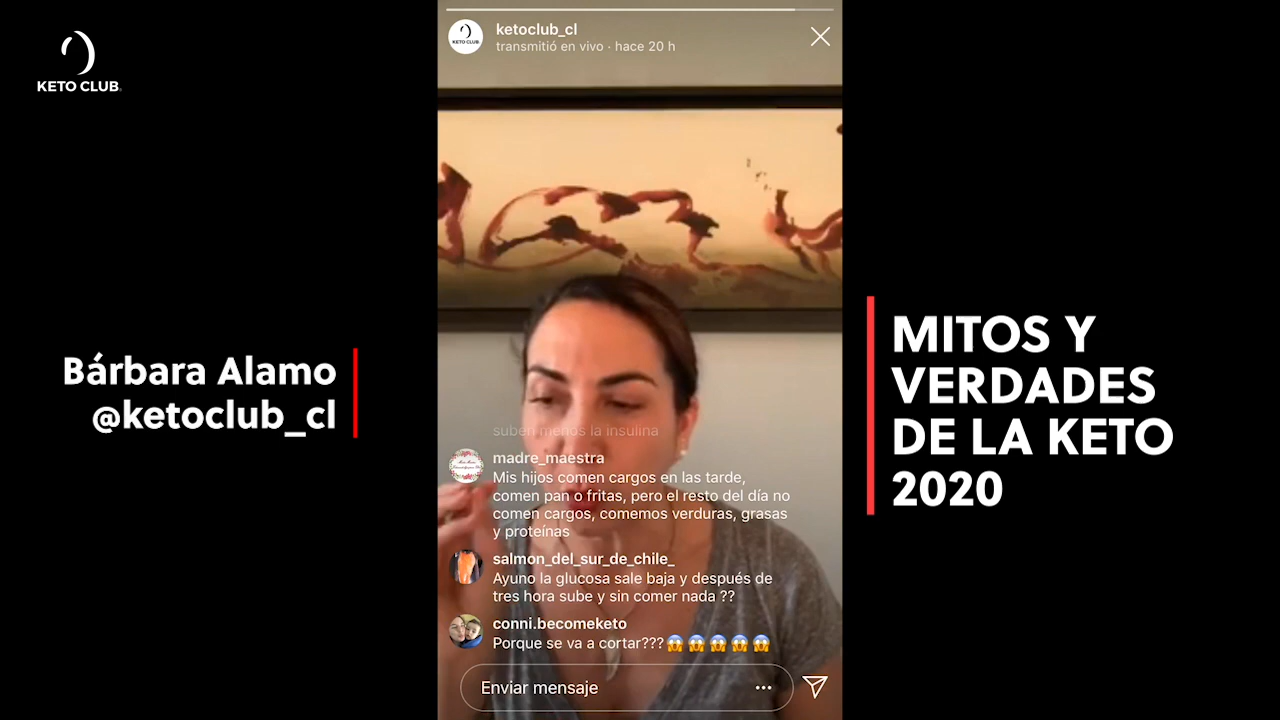 KETO CLUB
Bárbara Alamo
@ketoclub_cl
KETO CLUB
ketoclub_cl
transmitió en vivo · hace 20 h
suben menos la insulina
madre_maestra
Mis hijos comen cargos en las tarde,
comen pan o fritas, pero el resto del día no
comen cargos, comemos verduras, grasas
y proteínas
salmon_del_sur_de_chile_
Ayuno la glucosa sale baja y después de
tres hora sube y sin comer nada ??
conni.becomeketo
Porque se va a cortar???😱😱😱😱😱
Enviar mensaje
MITOS Y
VERDADES
DE LA KETO
2020